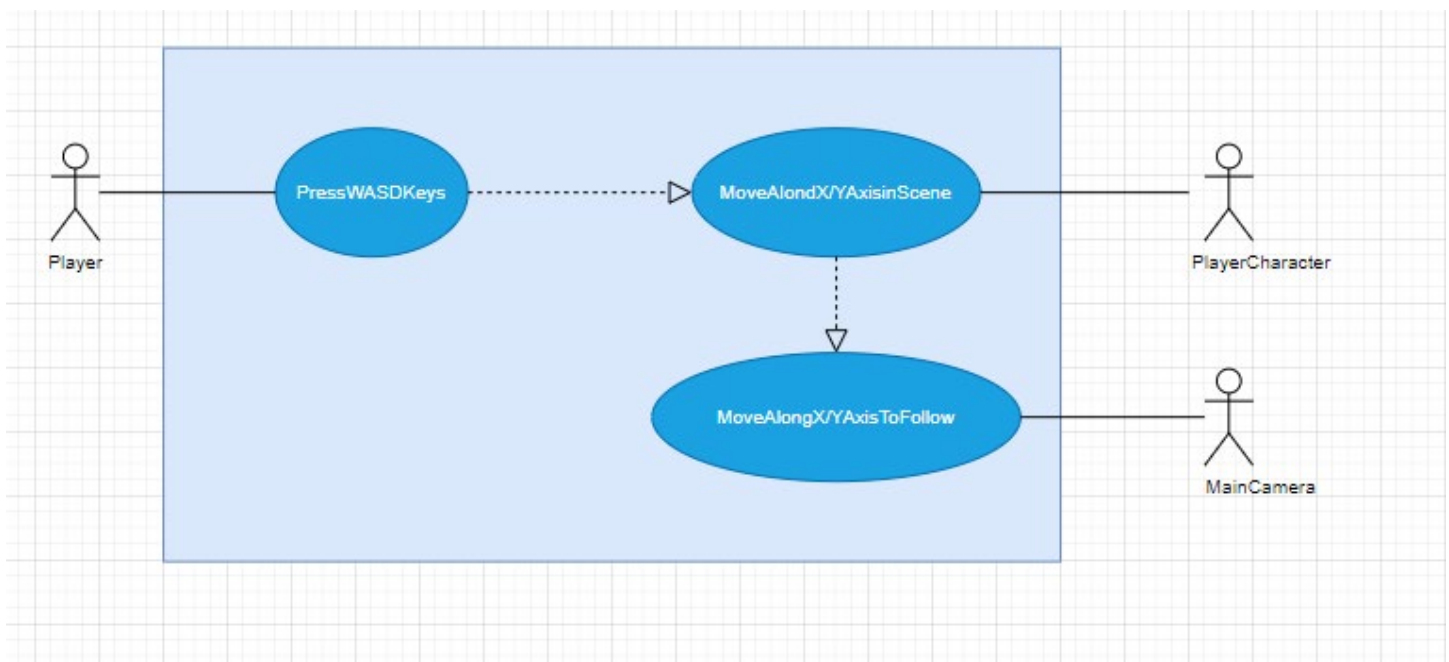 PressWASDKeys
MoveAlondX/YAxisinScene
Player
PlayerCharacter
MoveAlongX/YAxisToFollow
MainCamera